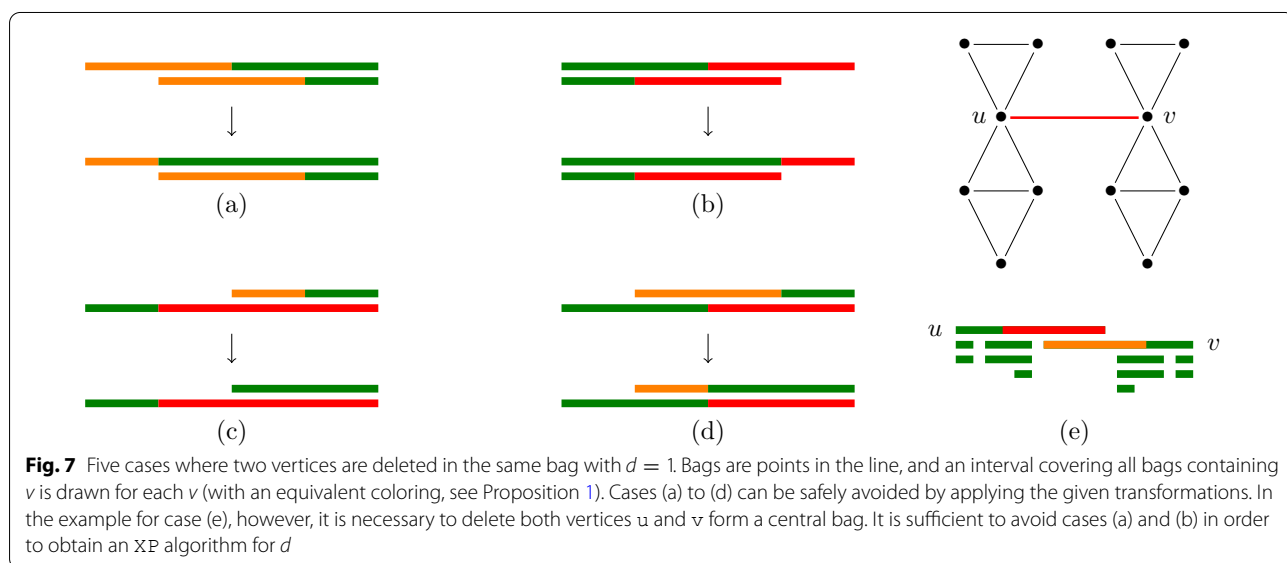 u
v
(a)
(b)
(c)
(d)
u
v
(e)
Fig. 7 Five cases where two vertices are deleted in the same bag with d = 1. Bags are points in the line, and an interval covering all bags containing
v is drawn for each v (with an equivalent coloring, see Proposition 1). Cases (a) to (d) can be safely avoided by applying the given transformations. In
the example for case (e), however, it is necessary to delete both vertices u and v form a central bag. It is sufficient to avoid cases (a) and (b) in order
to obtain an XP algorithm for d